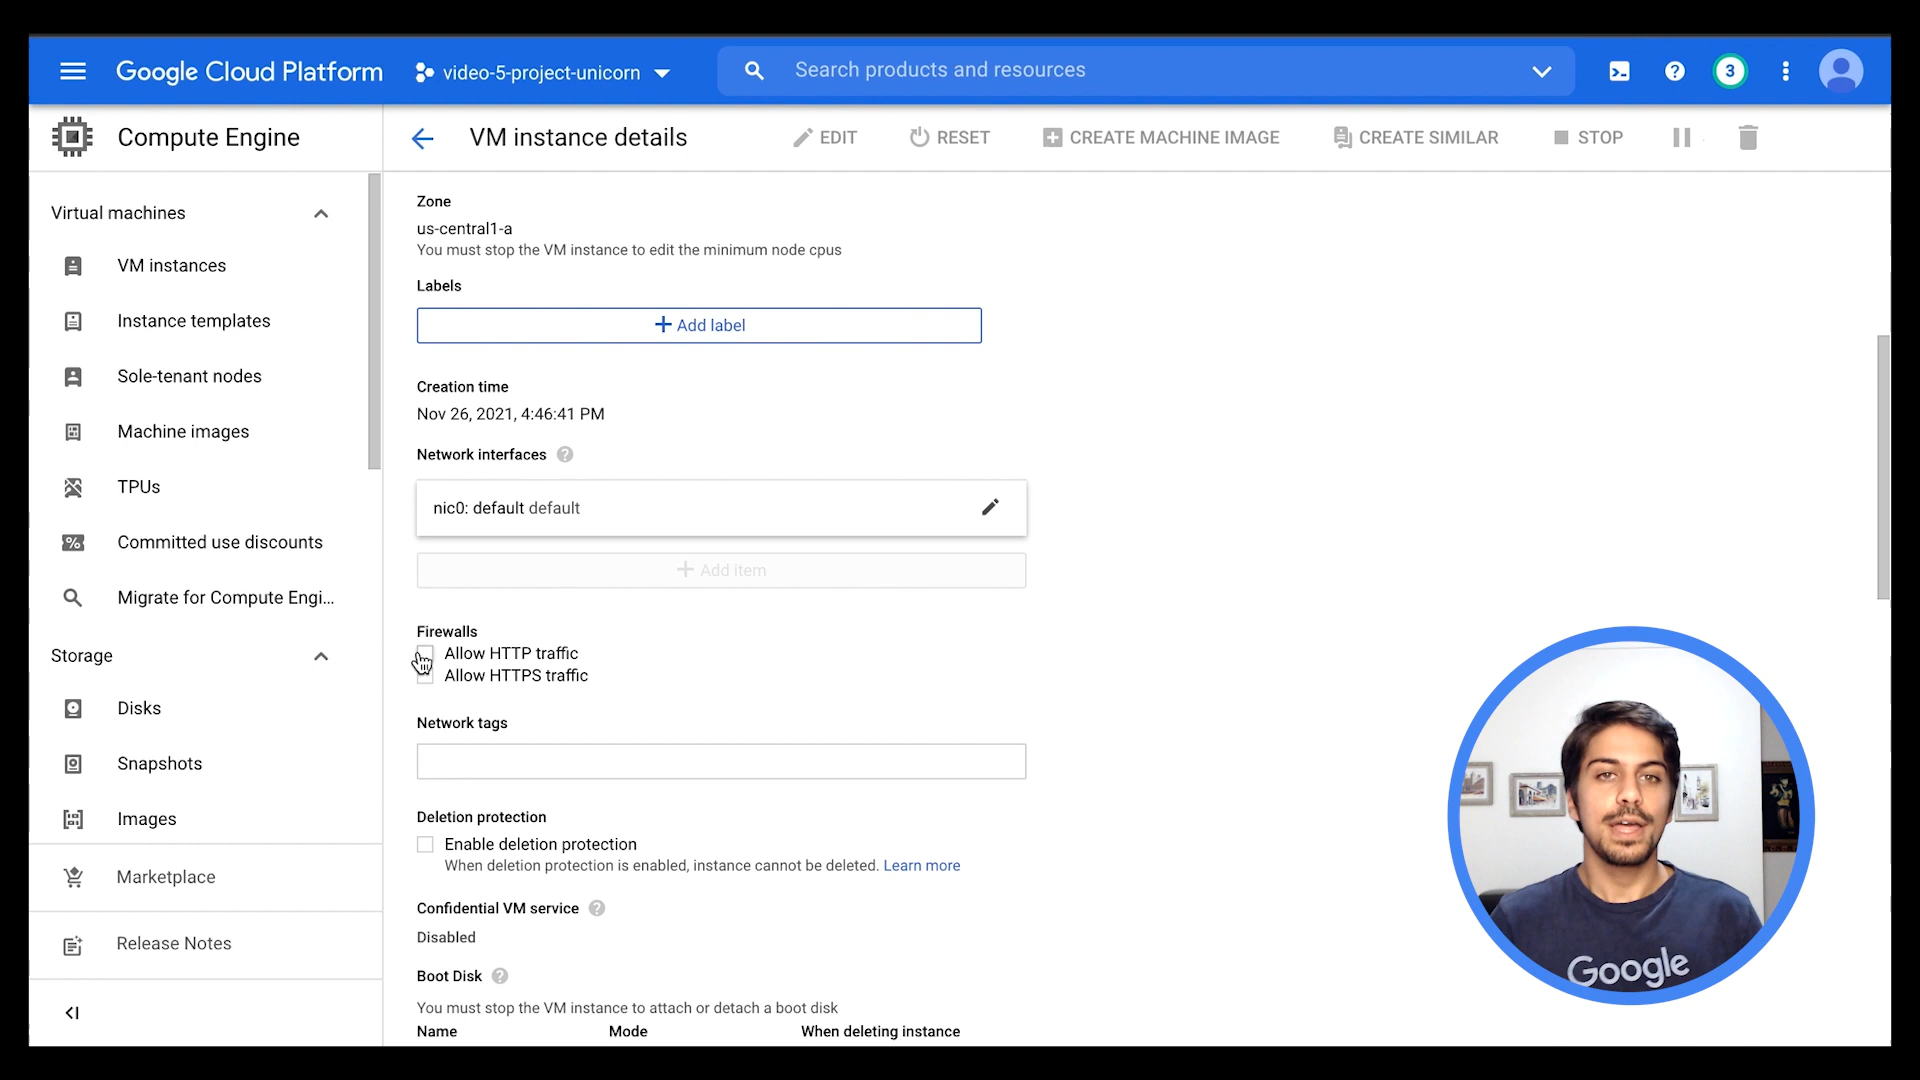 Google Cloud Platform
video-5-project-unicorn
Search products and resources
3
Compute Engine
VM instance details
EDIT
RESET
CREATE MACHINE IMAGE
CREATE SIMILAR
STOP
Virtual machines
VM instances
Instance templates
Sole-tenant nodes
Machine images
TPUs
Committed use discounts
Migrate for Compute Engi...
Storage
Disks
Snapshots
Images
Marketplace
Release Notes
Zone
us-central1-a
You must stop the VM instance to edit the minimum node cpus
Labels
+ Add label
Creation time
Nov 26, 2021, 4:46:41 PM
Network interfaces
nic0: default default
+ Add item
Firewalls
Allow HTTP traffic
Allow HTTPS traffic
Network tags
Deletion protection
Enable deletion protection
When deletion protection is enabled, instance cannot be deleted. Learn more
Confidential VM service
Disabled
Boot Disk
You must stop the VM instance to attach or detach a boot disk
Name Mode When deleting instance
Google